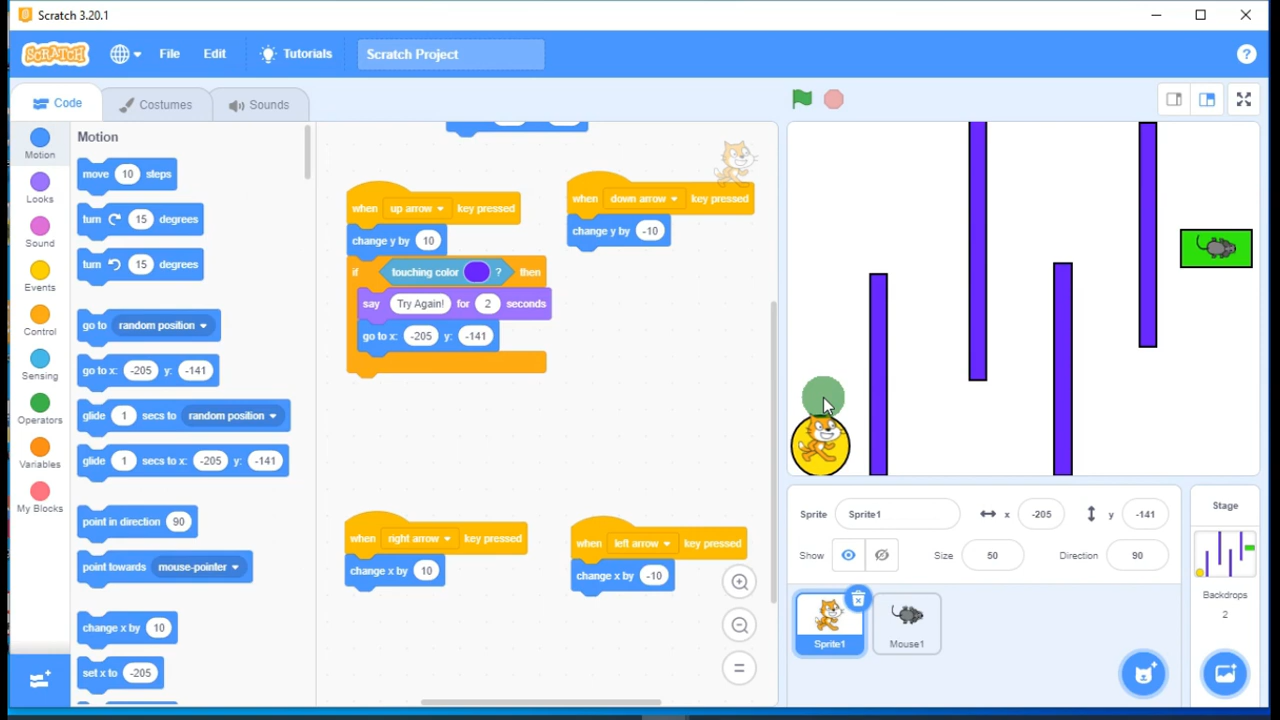 Scratch 3.20.1
SCRATCH File Edit Tutorials Scratch Project ?
Code Costumes Sounds
Motion
Looks
Sound
Events
Control
Sensing
Operators
Variables
My Blocks
Motion
move 10 steps
turn 15 degrees
turn 15 degrees
go to random position
go to x: -205 y: -141
glide 1 secs to random position
glide 1 secs to x: -205 y: -141
point in direction 90
point towards mouse-pointer
change x by 10
set x to -205
when up arrow key pressed
change y by 10
if touching color ? then
say Try Again! for 2 seconds
go to x: -205 y: -141
when down arrow key pressed
change y by -10
when right arrow key pressed
change x by 10
when left arrow key pressed
change x by -10
Sprite Sprite1 x -205 y -141
Show Size 50 Direction 90
Sprite1
Mouse1
Stage
Backdrops
2